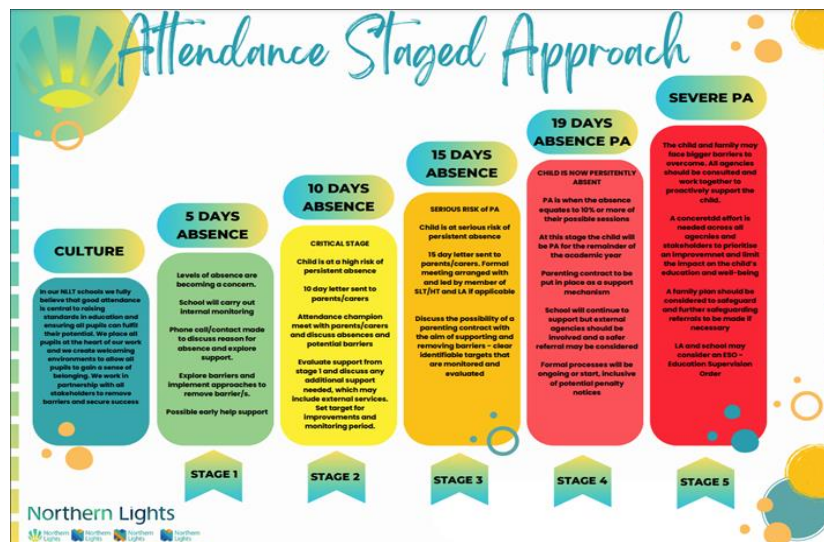 Attendance Staged Approach
CULTURE
In our NLLT schools we fully
believe that good attendance
is central to raising
standards in education and
ensuring all pupils can fulfil
their potential. We place all
pupils at the heart of our work
and we create welcoming
environments to allow all
pupils to gain a sense of
belonging. We work in
partnership with all
stakeholders to remove
barriers and secure success
5 DAYS
ABSENCE
Levels of absence are
becoming a concern.
School will carry out
internal monitoring
Phone call/contact made
to discuss reason for
absence and explore
support.
Explore barriers and
implement approaches to
remove barrier/s.
Possible early help support
STAGE 1
10 DAYS
ABSENCE
CRITICAL STAGE
Child is at a high risk of
persistent absence
10 day letter sent to
parents/carers
Attendance champion
meet with parents/carers
and discuss absences and
potential barriers
Evaluate support from
stage 1 and discuss any
additional support
needed, which may
include external services.
Set target for
improvements and
monitoring period.
STAGE 2
15 DAYS
ABSENCE
SERIOUS RISK of PA
Child is at serious risk of
persistent absence
15 day letter sent to
parents/carers. Formal
meeting arranged with
and led by member of
SLT/HT and LA if applicable
Discuss the possibility of a
parenting contract with
the aim of supporting and
removing barriers - clear
identifiable targets that
are monitored and
evaluated
STAGE 3
19 DAYS
ABSENCE PA
CHILD IS NOW PERSITENTLY
ABSENT
PA is when the absence
equates to 10% or more of
their possible sessions
At this stage the child will
be PA for the remainder of
the academic year
Parenting contract to be
put in place as a support
mechanism
School will continue to
support but external
agencies should be
involved and a safer
referral may be considered
Formal processes will be
ongoing or start, inclusive
of potential penalty
notices
STAGE 4
SEVERE PA
The child and family may
face bigger barriers to
overcome. All agencies
should be consulted and
work together to
proactively support the
child.
A conceretdd effort is
needed across all
agencies and
stakeholders to prioritise
an improvemnet and limit
the impact on the child's
education and well-being
A family plan should be
considered to safeguard
and further safeguarding
referrals to be made if
necessary
LA and school may
consider an ESO -
Education Supervision
Order
STAGE 5
Northern Lights
Northern Lights
Northern Lights
Northern Lights
Northern Lights